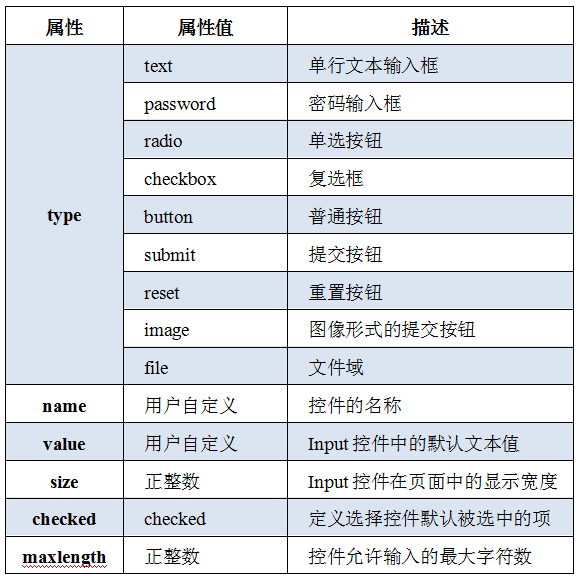 属性 属性值 描述
type
text 单行文本输入框
password 密码输入框
radio 单选按钮
checkbox 复选框
button 普通按钮
submit 提交按钮
reset 重置按钮
image 图像形式的提交按钮
file 文件域
name 用户自定义 控件的名称
value 用户自定义 Input 控件中的默认文本值
size 正整数 Input 控件在页面中的显示宽度
checked checked 定义选择控件默认被选中的项
maxlength 正整数 控件允许输入的最大字符数